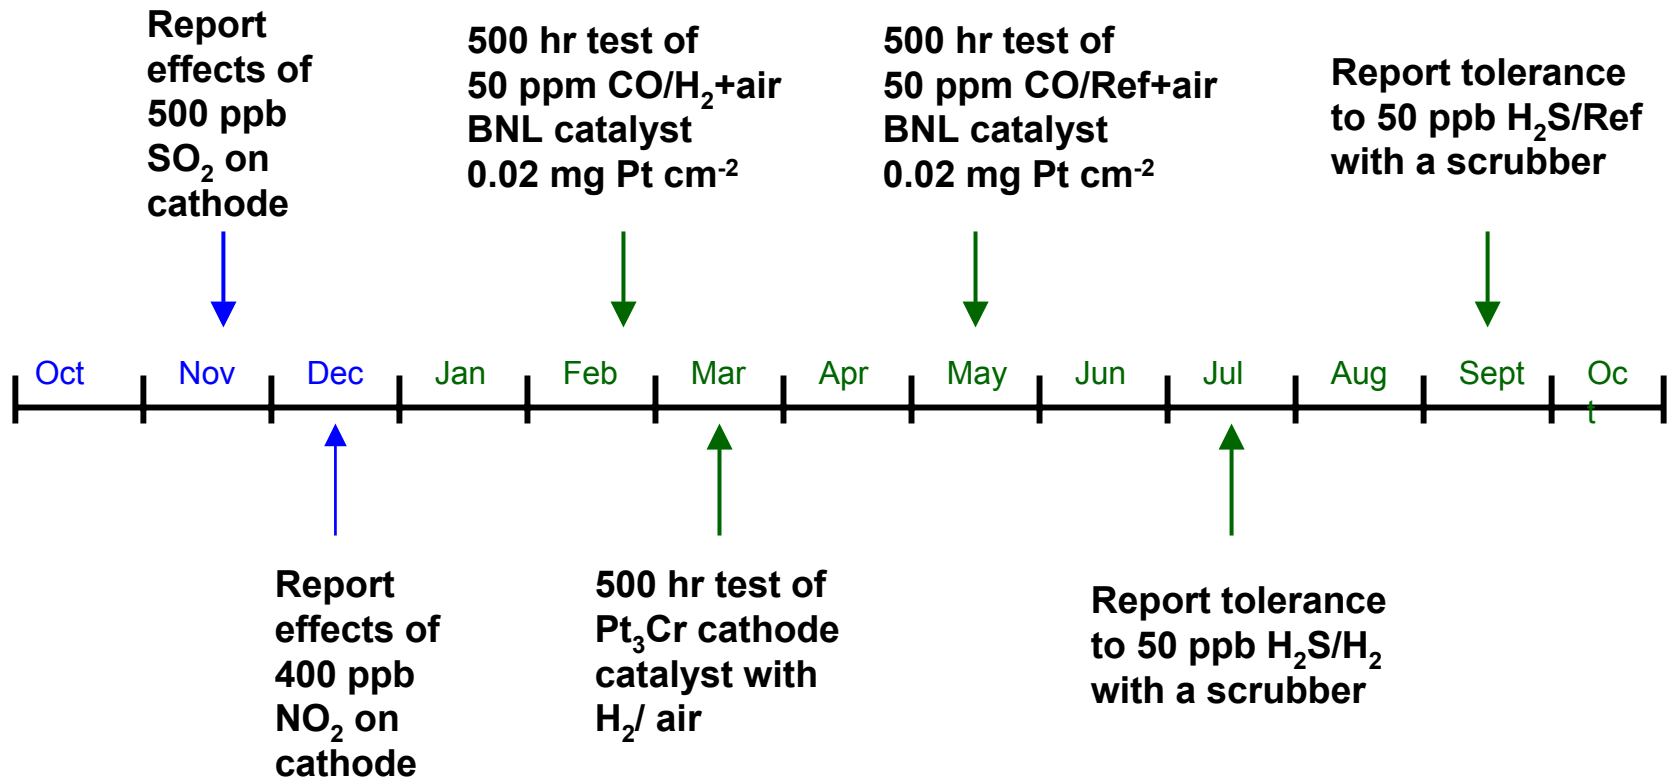 Report
effects of
500 ppb
SO₂ on
cathode
500 hr test of
50 ppm CO/H₂+air
BNL catalyst
0.02 mg Pt cm⁻²
500 hr test of
50 ppm CO/Ref+air
BNL catalyst
0.02 mg Pt cm⁻²
Report tolerance
to 50 ppb H₂S/Ref
with a scrubber
Oct Nov Dec Jan Feb Mar Apr May Jun Jul Aug Sept Oc
t
Report
effects of
400 ppb
NO₂ on
cathode
500 hr test of
Pt₃Cr cathode
catalyst with
H₂/ air
Report tolerance
to 50 ppb H₂S/H₂
with a scrubber